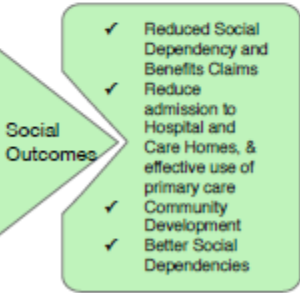 Social
Outcomes
✓ Reduced Social
Dependency and
Benefits Claims
✓ Reduce
admission to
Hospital and
Care Homes, &
effective use of
primary care
✓ Community
Development
✓ Better Social
Dependencies